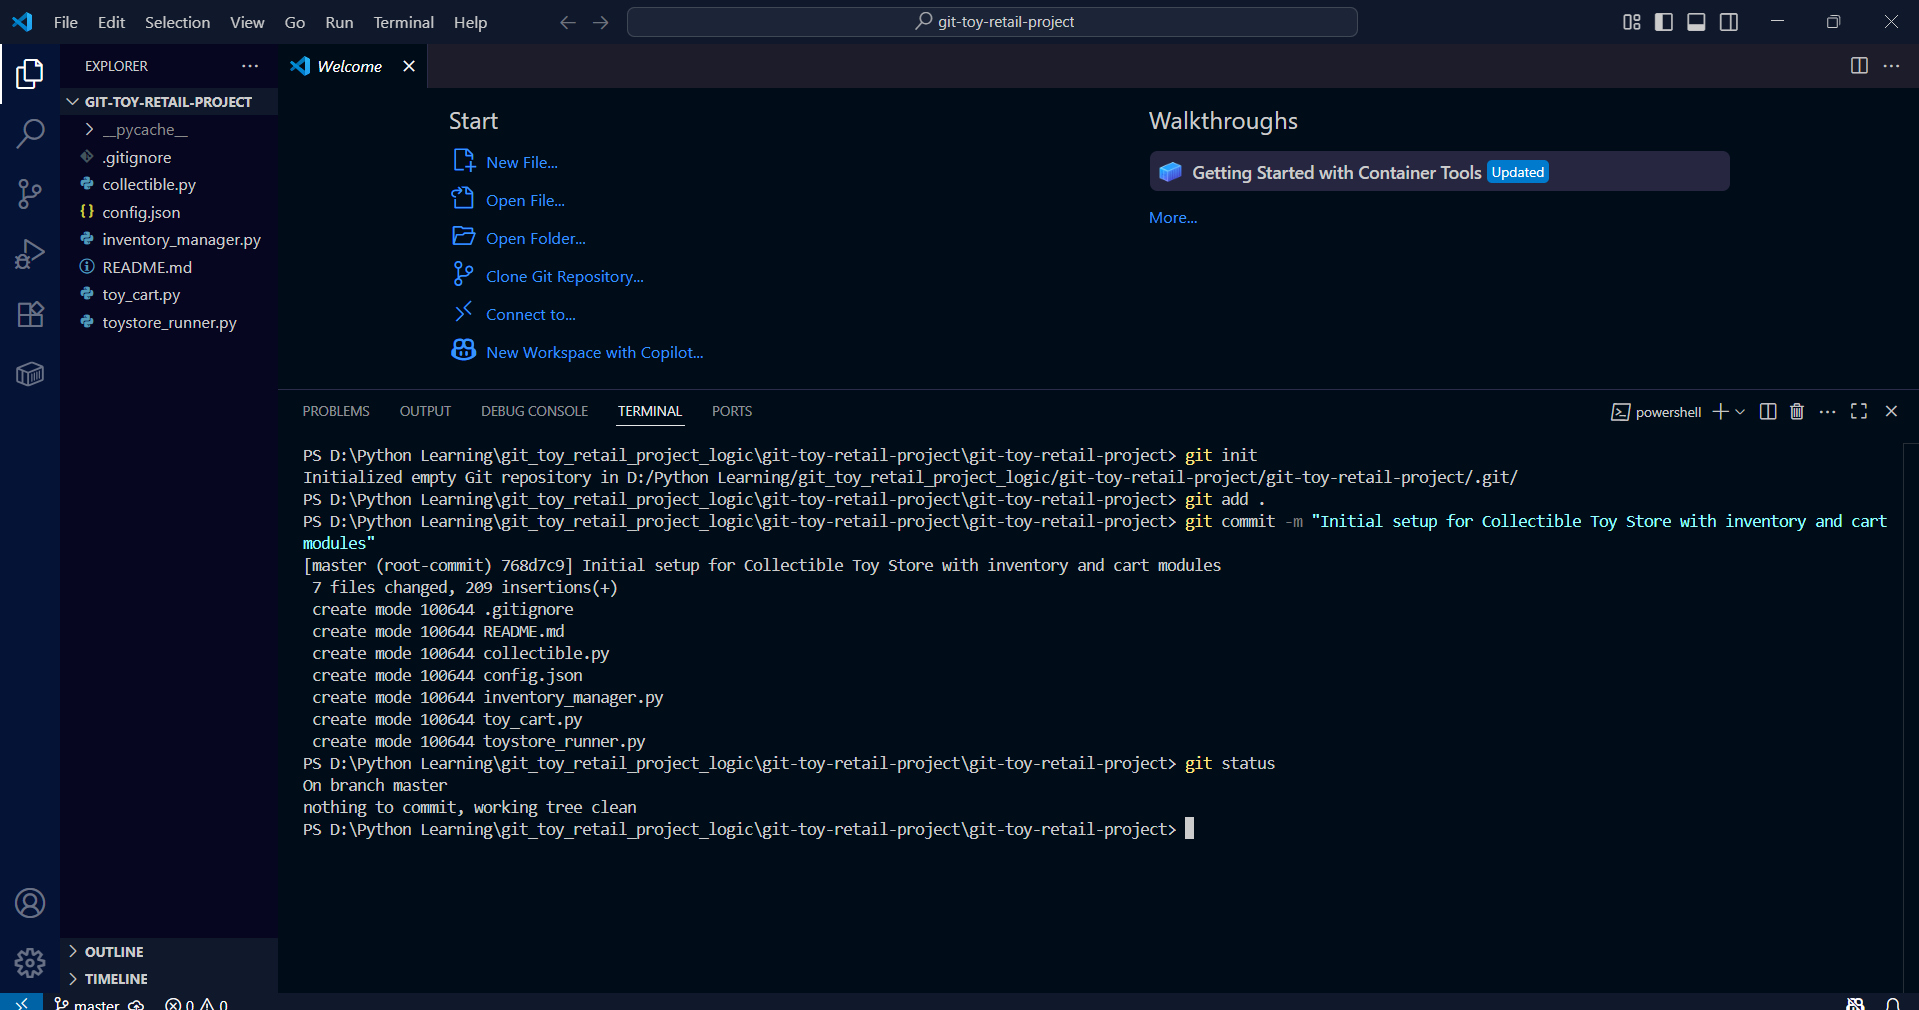 File Edit Selection View Go Run Terminal Help
git-toy-retail-project
EXPLORER
Welcome
GIT-TOY-RETAIL-PROJECT
__pycache__
.gitignore
collectible.py
config.json
inventory_manager.py
README.md
toy_cart.py
toystore_runner.py
Start
New File...
Open File...
Open Folder...
Clone Git Repository...
Connect to...
New Workspace with Copilot...
Walkthroughs
Getting Started with Container Tools Updated
More...
PROBLEMS OUTPUT DEBUG CONSOLE TERMINAL PORTS
powershell
PS D:\Python Learning\git_toy_retail_project_logic\git-toy-retail-project\git-toy-retail-project> git init
Initialized empty Git repository in D:/Python Learning/git_toy_retail_project_logic/git-toy-retail-project/git-toy-retail-project/.git/
PS D:\Python Learning\git_toy_retail_project_logic\git-toy-retail-project\git-toy-retail-project> git add .
PS D:\Python Learning\git_toy_retail_project_logic\git-toy-retail-project\git-toy-retail-project> git commit -m "Initial setup for Collectible Toy Store with inventory and cart
modules"
[master (root-commit) 768d7c9] Initial setup for Collectible Toy Store with inventory and cart modules
7 files changed, 209 insertions(+)
create mode 100644 .gitignore
create mode 100644 README.md
create mode 100644 collectible.py
create mode 100644 config.json
create mode 100644 inventory_manager.py
create mode 100644 toy_cart.py
create mode 100644 toystore_runner.py
PS D:\Python Learning\git_toy_retail_project_logic\git-toy-retail-project\git-toy-retail-project> git status
On branch master
nothing to commit, working tree clean
PS D:\Python Learning\git_toy_retail_project_logic\git-toy-retail-project\git-toy-retail-project>
OUTLINE
TIMELINE
master 0 0